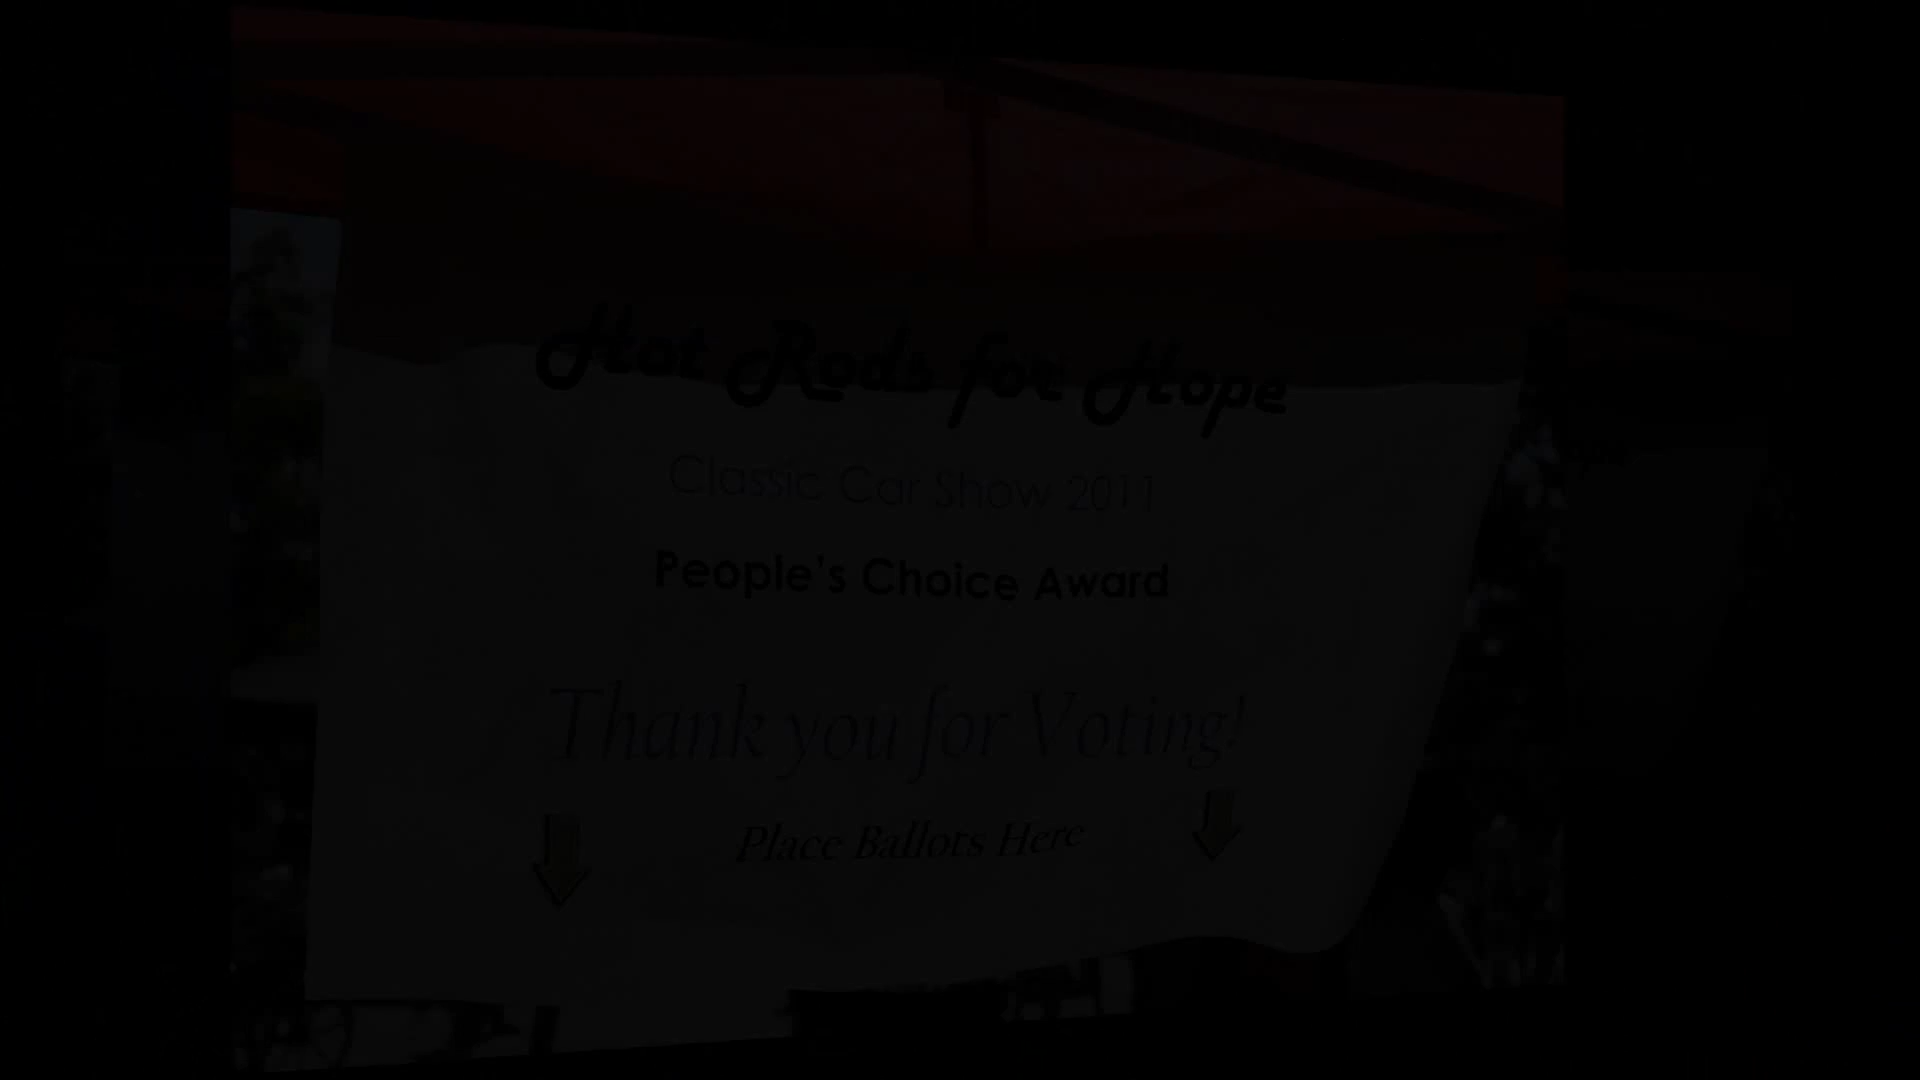 Hot Rods for Hope
Classic Car Show 2011
People's Choice Award
Thank you for Voting!
Place Ballots Here